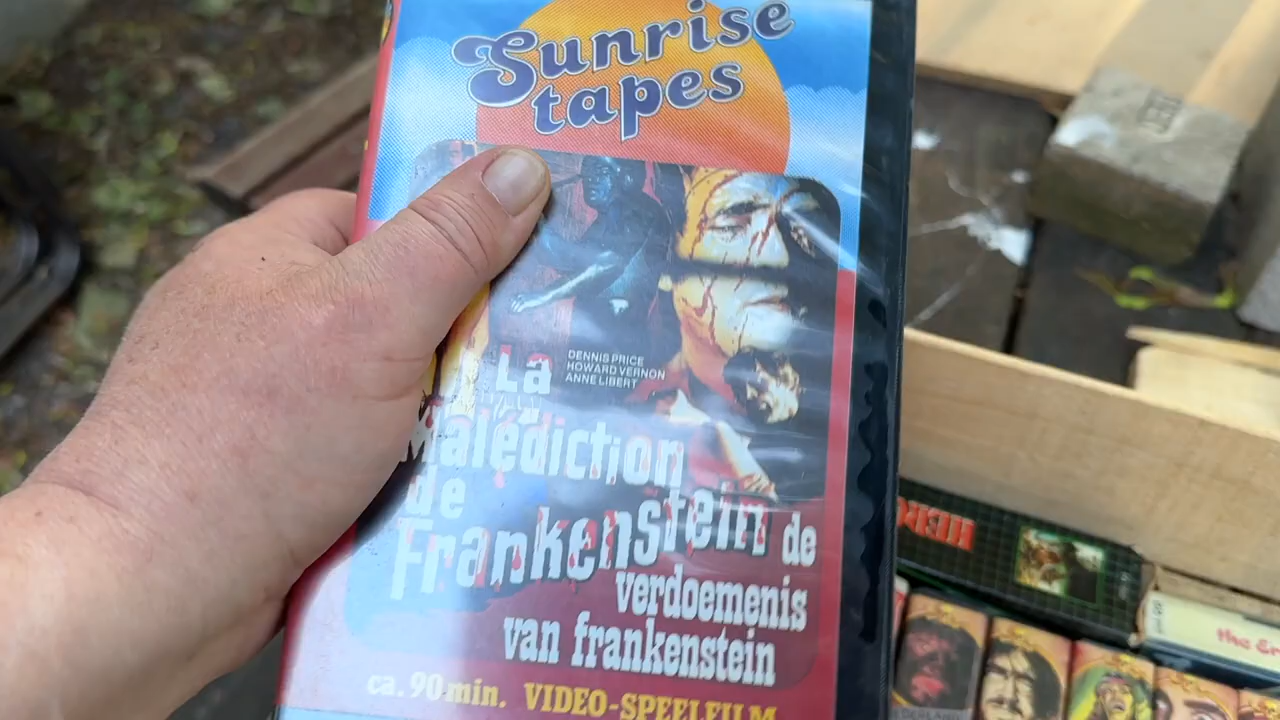 Sunrise
tapes
DENNIS PRICE
HOWARD VERNON
ANNE LIBERT
La
Malédiction
de
Frankenstein de
verdoemenis
van frankenstein
ca. 90 min. VIDEO-SPEELFILM
the